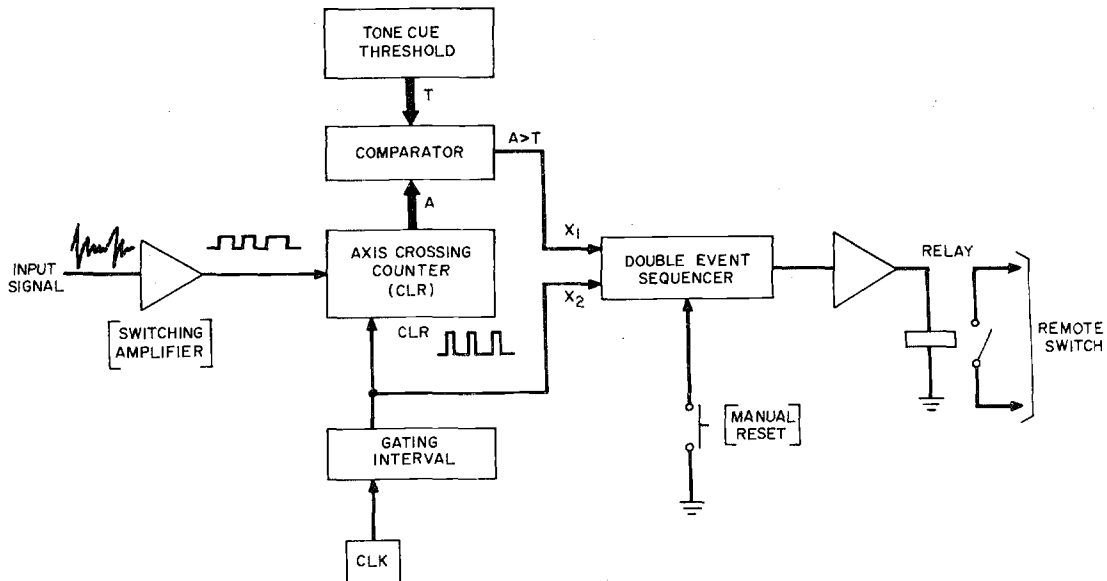 TONE CUE
THRESHOLD
T
COMPARATOR
A>T
A
INPUT
SIGNAL
[SWITCHING
AMPLIFIER]
AXIS CROSSING
COUNTER
(CLR)
CLR
X1
X2
DOUBLE EVENT
SEQUENCER
RELAY
REMOTE
SWITCH
[MANUAL
RESET]
GATING
INTERVAL
CLK